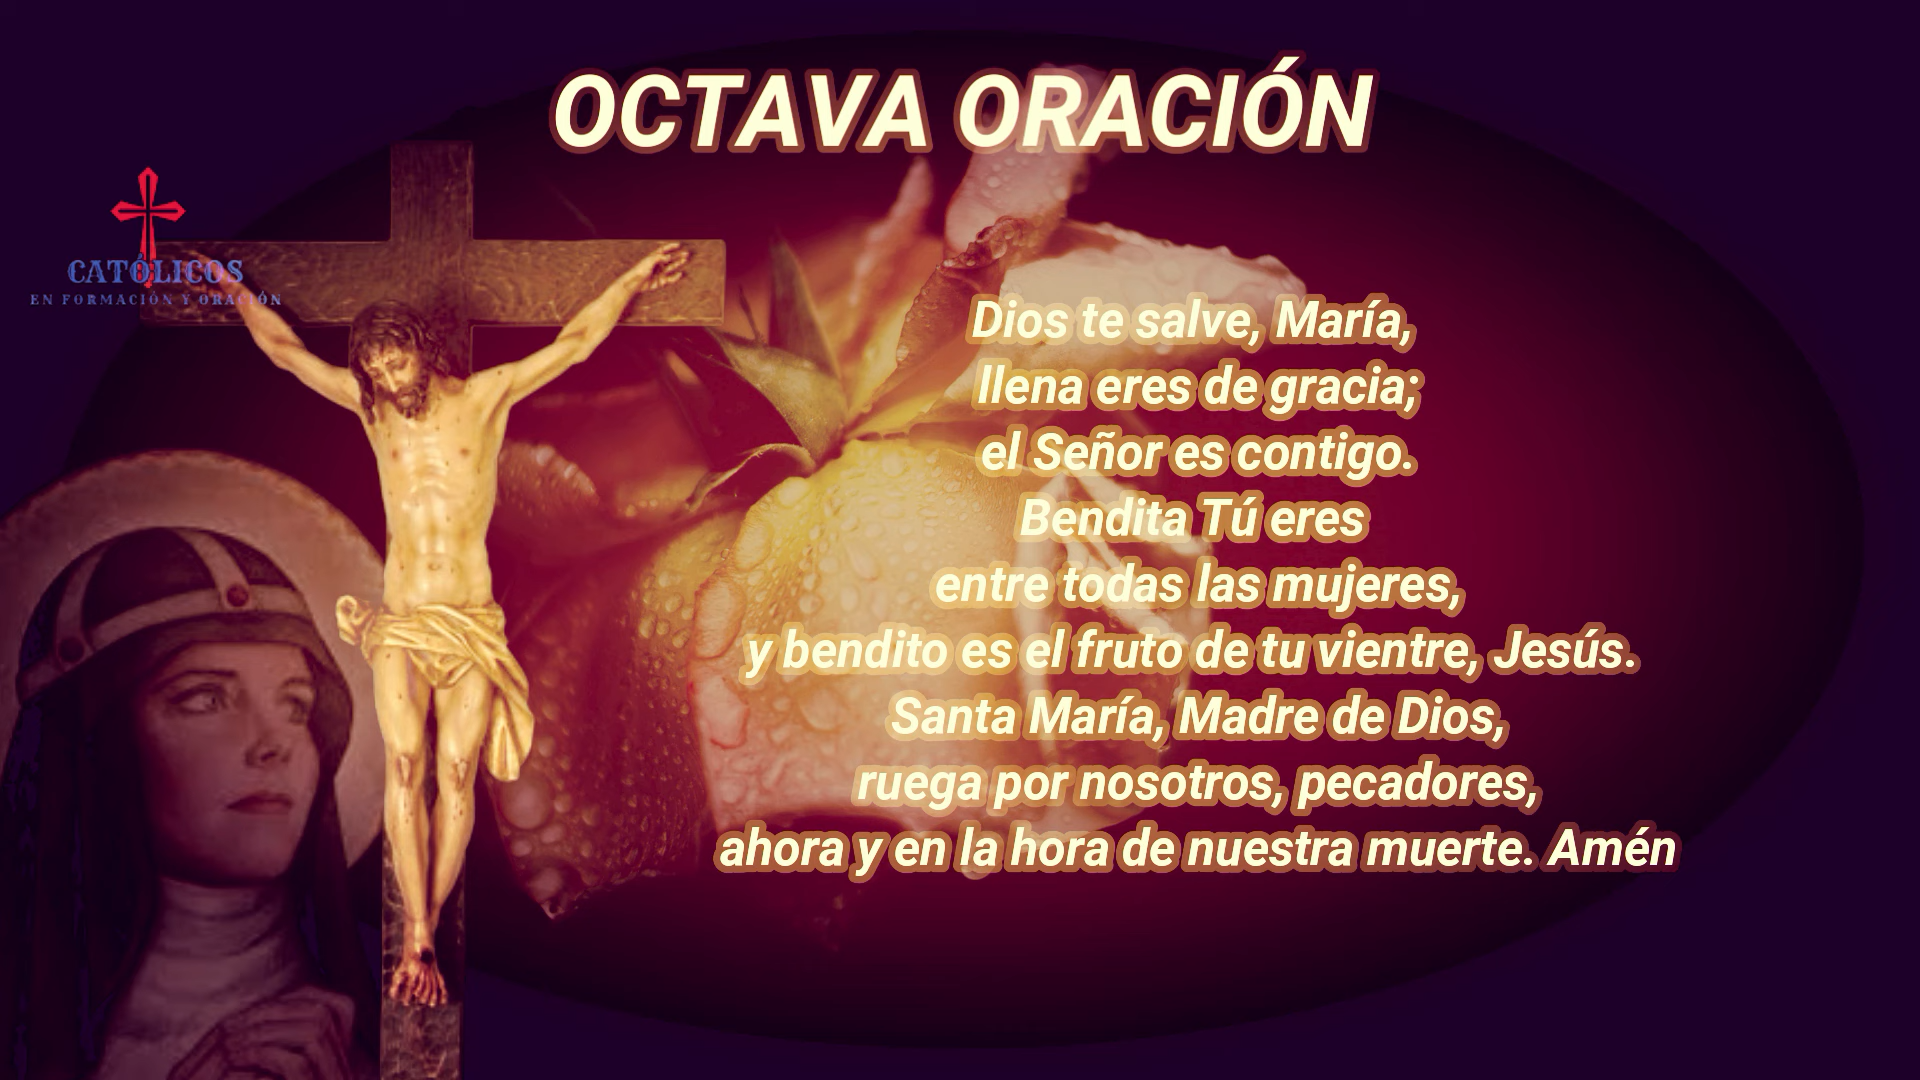 OCTAVA ORACIÓN
CATÓLICOS
EN FORMACIÓN Y ORACIÓN
Dios te salve, María,
llena eres de gracia;
el Señor es contigo.
Bendita Tú eres
entre todas las mujeres,
y bendito es el fruto de tu vientre, Jesús.
Santa María, Madre de Dios,
ruega por nosotros, pecadores,
ahora y en la hora de nuestra muerte. Amén